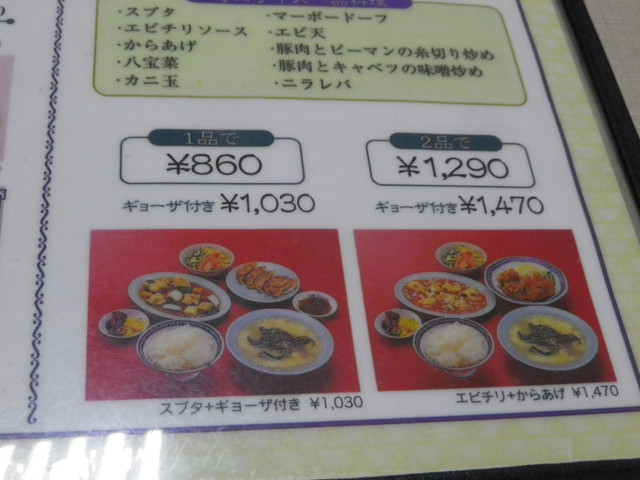 一品料理
・スブタ
・エビチリソース
・からあげ
・八宝菜
・カニ玉
・マーボードーフ
・エビ天
・豚肉とピーマンの糸切り炒め
・豚肉とキャベツの味噌炒め
・ニラレバ
1品で
¥860
ギョーザ付き ¥1,030
2品で
¥1,290
ギョーザ付き ¥1,470
スブタ+ギョーザ付き ¥1,030
エビチリ+からあげ ¥1,470